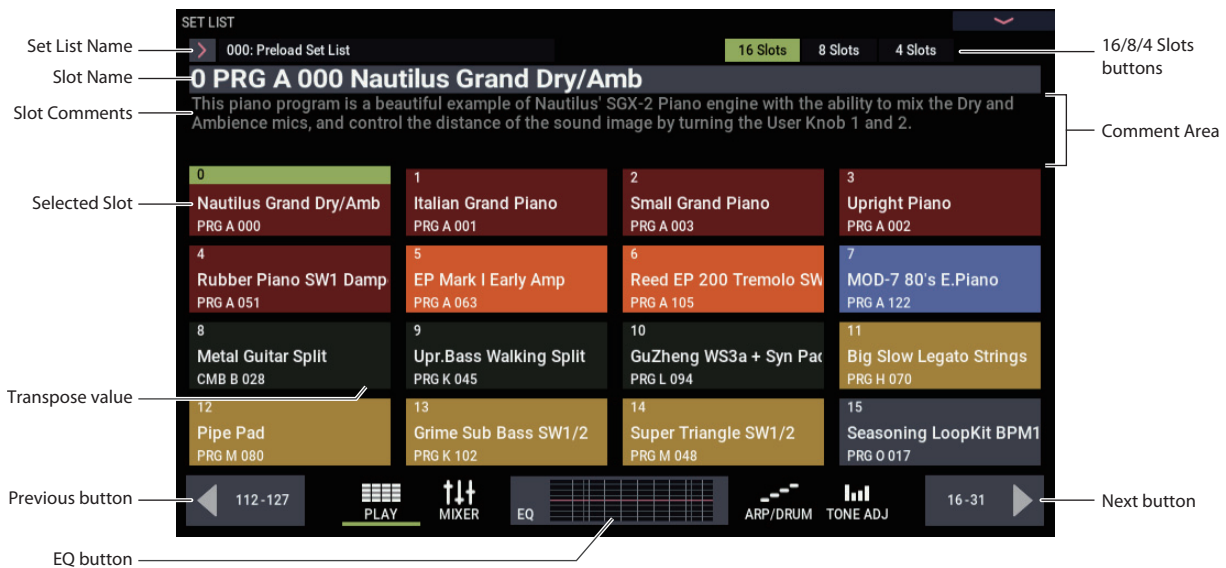 SET LIST
Set List Name
000: Preload Set List
16 Slots
8 Slots
4 Slots
16/8/4 Slots
buttons
Slot Name
0 PRG A 000 Nautilus Grand Dry/Amb
Slot Comments
This piano program is a beautiful example of Nautilus' SGX-2 Piano engine with the ability to mix the Dry and
Ambience mics, and control the distance of the sound image by turning the User Knob 1 and 2.
Comment Area
Selected Slot
0
Nautilus Grand Dry/Amb
PRG A 000
1
Italian Grand Piano
PRG A 001
2
Small Grand Piano
PRG A 003
3
Upright Piano
PRG A 002
4
Rubber Piano SW1 Damp
PRG A 051
5
EP Mark I Early Amp
PRG A 063
6
Reed EP 200 Tremolo SW
PRG A 105
7
MOD-7 80's E.Piano
PRG A 122
8
Metal Guitar Split
CMB B 028
9
Upr.Bass Walking Split
PRG K 045
10
GuZheng WS3a + Syn Pad
PRG L 094
11
Big Slow Legato Strings
PRG H 070
Transpose value
12
Pipe Pad
PRG M 080
13
Grime Sub Bass SW1/2
PRG K 102
14
Super Triangle SW1/2
PRG M 048
15
Seasoning LoopKit BPM1
PRG O 017
Previous button
112-127
PLAY
MIXER
EQ
ARP/DRUM
TONE ADJ
16-31
Next button
EQ button